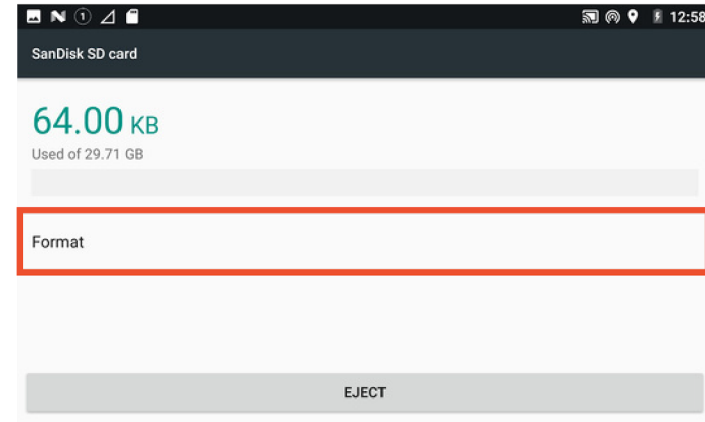 12:58
SanDisk SD card
64.00 KB
Used of 29.71 GB
Format
EJECT